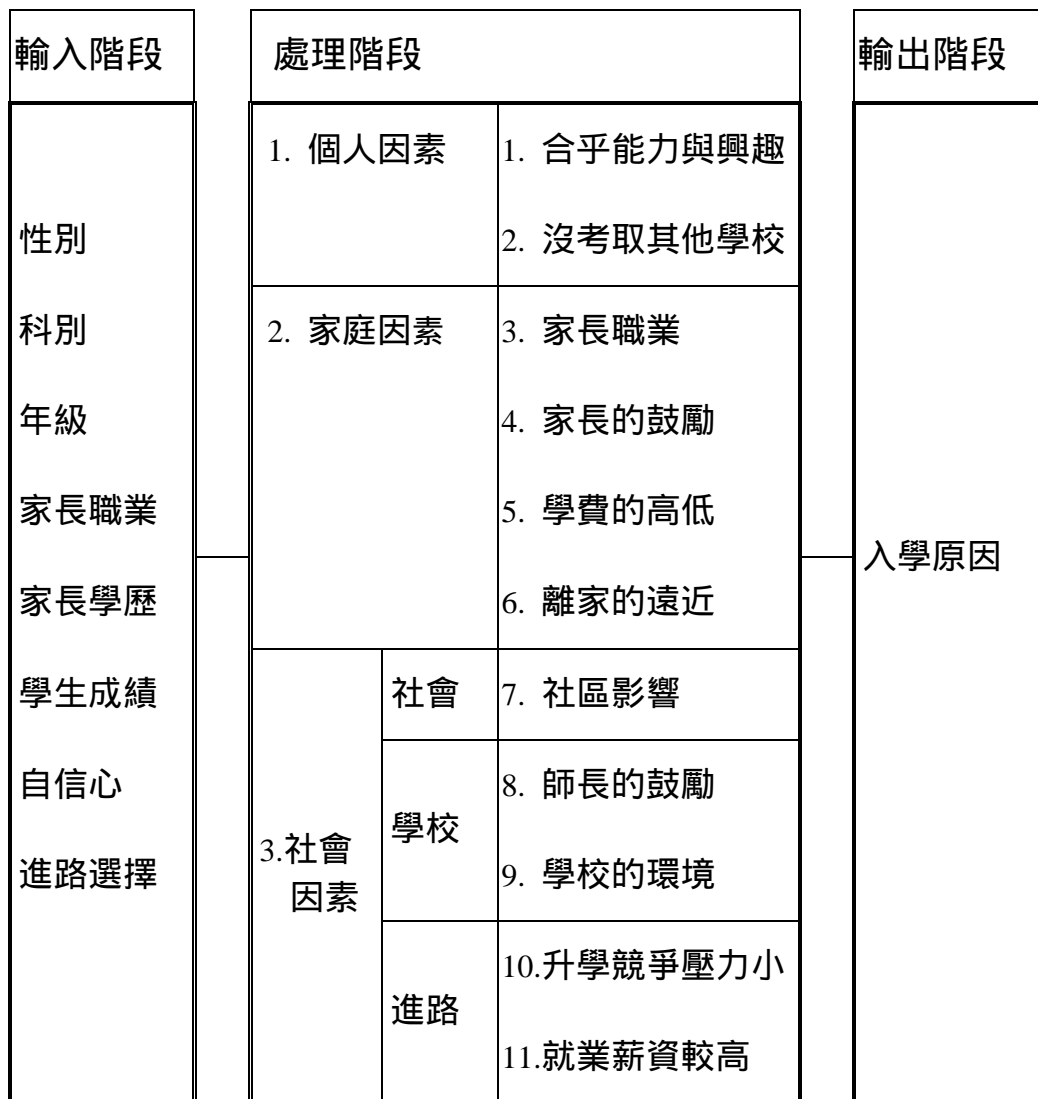 輸入階段
處理階段
輸出階段
性別
科別
年級
家長職業
家長學歷
學生成績
自信心
進路選擇
1. 個人因素
1. 合乎能力與興趣
2. 沒考取其他學校
2. 家庭因素
3. 家長職業
4. 家長的鼓勵
5. 學費的高低
6. 離家的遠近
3.社會
因素
社會
7. 社區影響
學校
8. 師長的鼓勵
9. 學校的環境
進路
10.升學競爭壓力小
11.就業薪資較高
入學原因